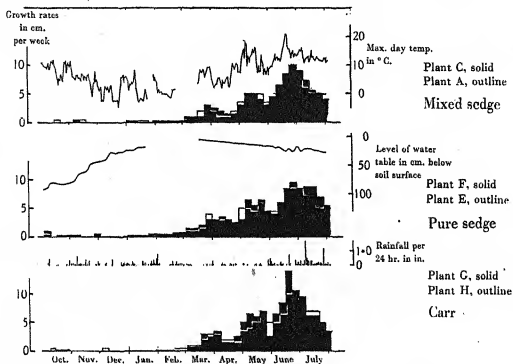 Growth rates
in cm.
per week
10
5
0
20
10
0
Max. day temp.
in ° C.
Plant C, solid
Plant A, outline
Mixed sedge
10
5
0
0
50
100
Level of water
table in cm. below
soil surface
Plant F, solid
Plant E, outline
Pure sedge
1·0
0
Rainfall per
24 hr. in in.
10
5
0
Plant G, solid
Plant H, outline
Carr
Oct. Nov. Dec. Jan. Feb. Mar. Apr. May June July